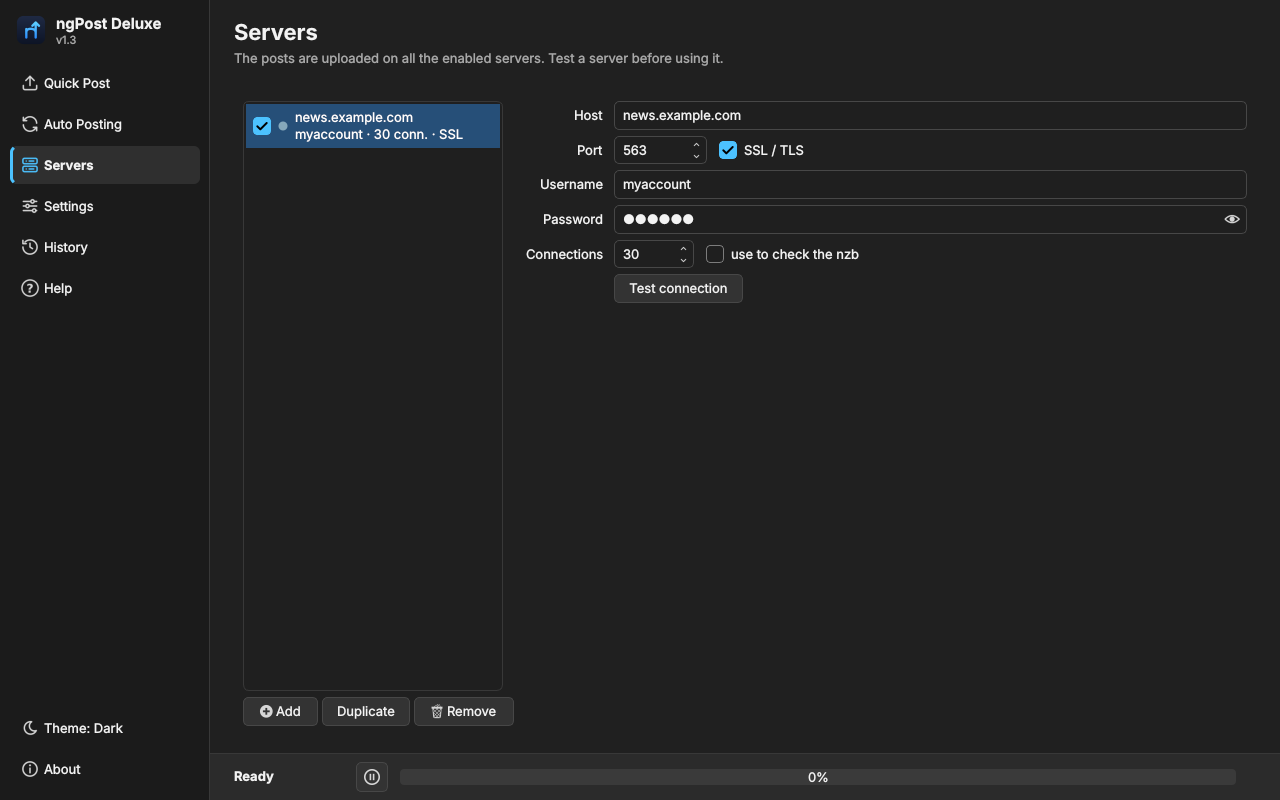 ngPost Deluxe
v1.3
Quick Post
Auto Posting
Servers
Settings
History
Help
Theme: Dark
About
Servers
The posts are uploaded on all the enabled servers. Test a server before using it.
news.example.com
myaccount · 30 conn. · SSL
Add
Duplicate
Remove
Host
news.example.com
Port
563
SSL / TLS
Username
myaccount
Password
●●●●●●
Connections
30
use to check the nzb
Test connection
Ready
0%